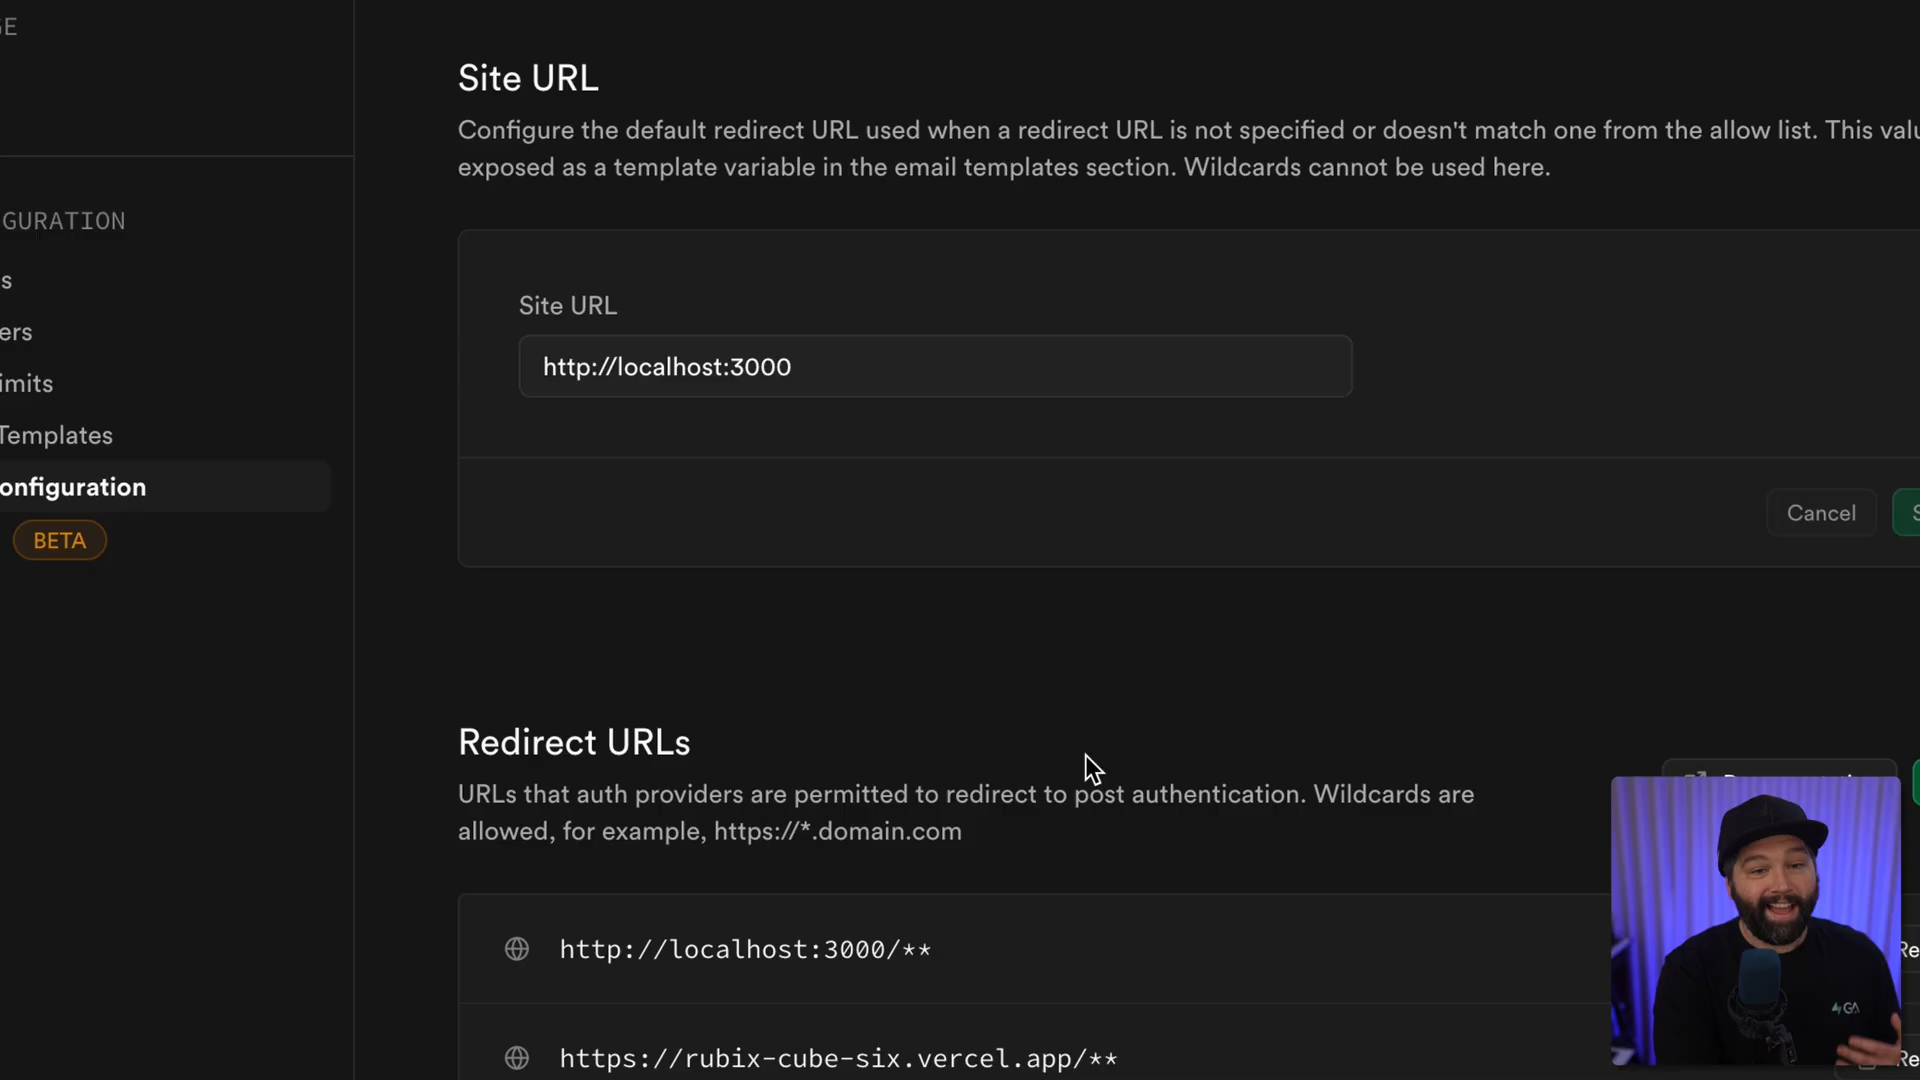 GE
GURATION
s
ers
imits
Templates
onfiguration
BETA
Site URL
Configure the default redirect URL used when a redirect URL is not specified or doesn't match one from the allow list. This valu
exposed as a template variable in the email templates section. Wildcards cannot be used here.
Site URL
http://localhost:3000
Cancel
S
Redirect URLs
URLs that auth providers are permitted to redirect to post authentication. Wildcards are
allowed, for example, https://*.domain.com
http://localhost:3000/**
Re
https://rubix-cube-six.vercel.app/**
Re
GA